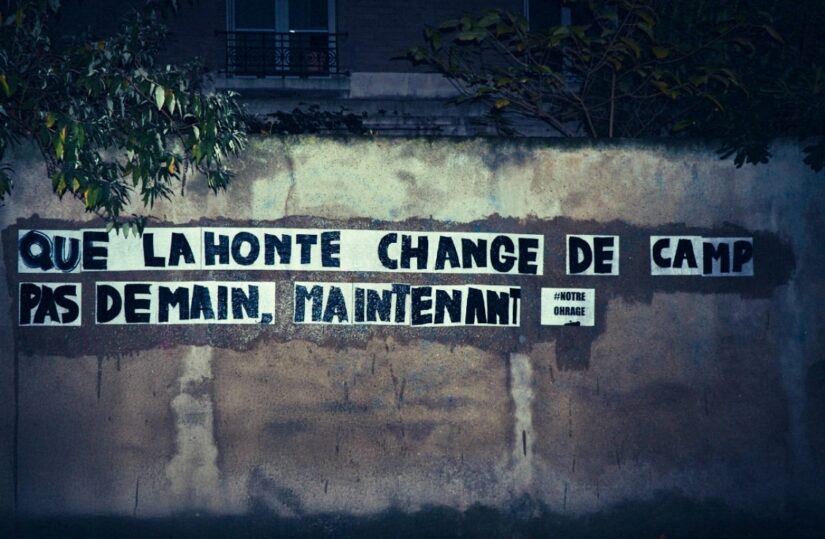 QUE LA HONTE CHANGE DE CAMP
PAS DEMAIN, MAINTENANT
#NOTRE
OHRAGE